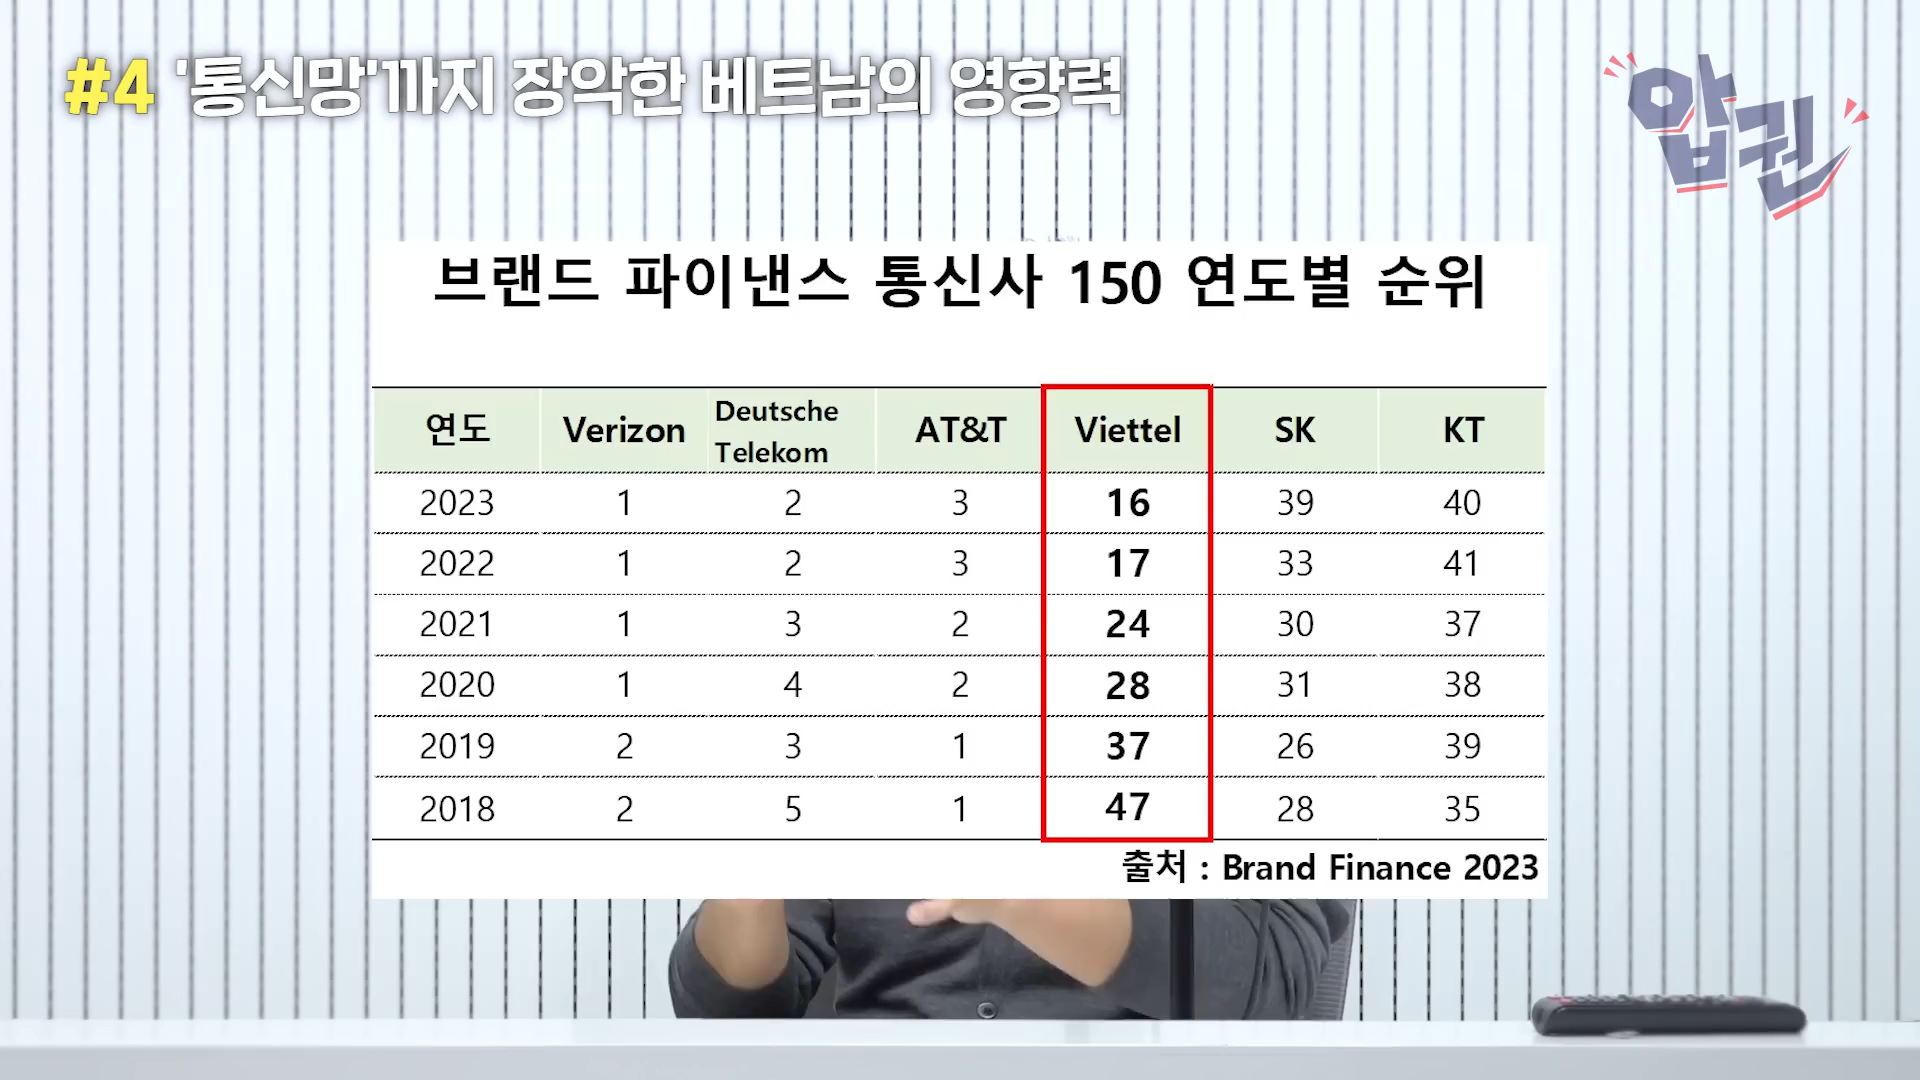 #4 '통신망'까지 장악한 베트남의 영향력
압권
브랜드 파이낸스 통신사 150 연도별 순위
연도 Verizon Deutsche Telekom AT&T Viettel SK KT
2023 1 2 3 16 39 40
2022 1 2 3 17 33 41
2021 1 3 2 24 30 37
2020 1 4 2 28 31 38
2019 2 3 1 37 26 39
2018 2 5 1 47 28 35
출처 : Brand Finance 2023